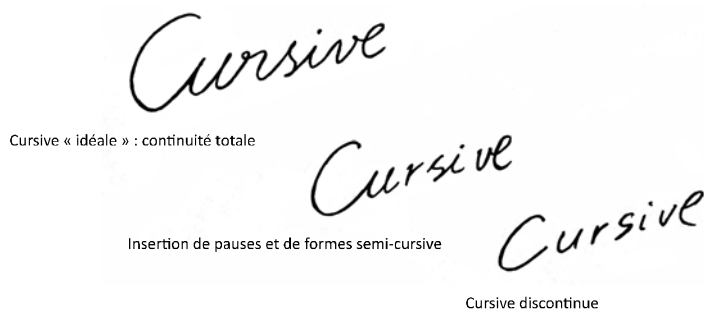 Cursive
Cursive « idéale » : continuité totale
Cursive
Insertion de pauses et de formes semi-cursive
Cursive
Cursive discontinue